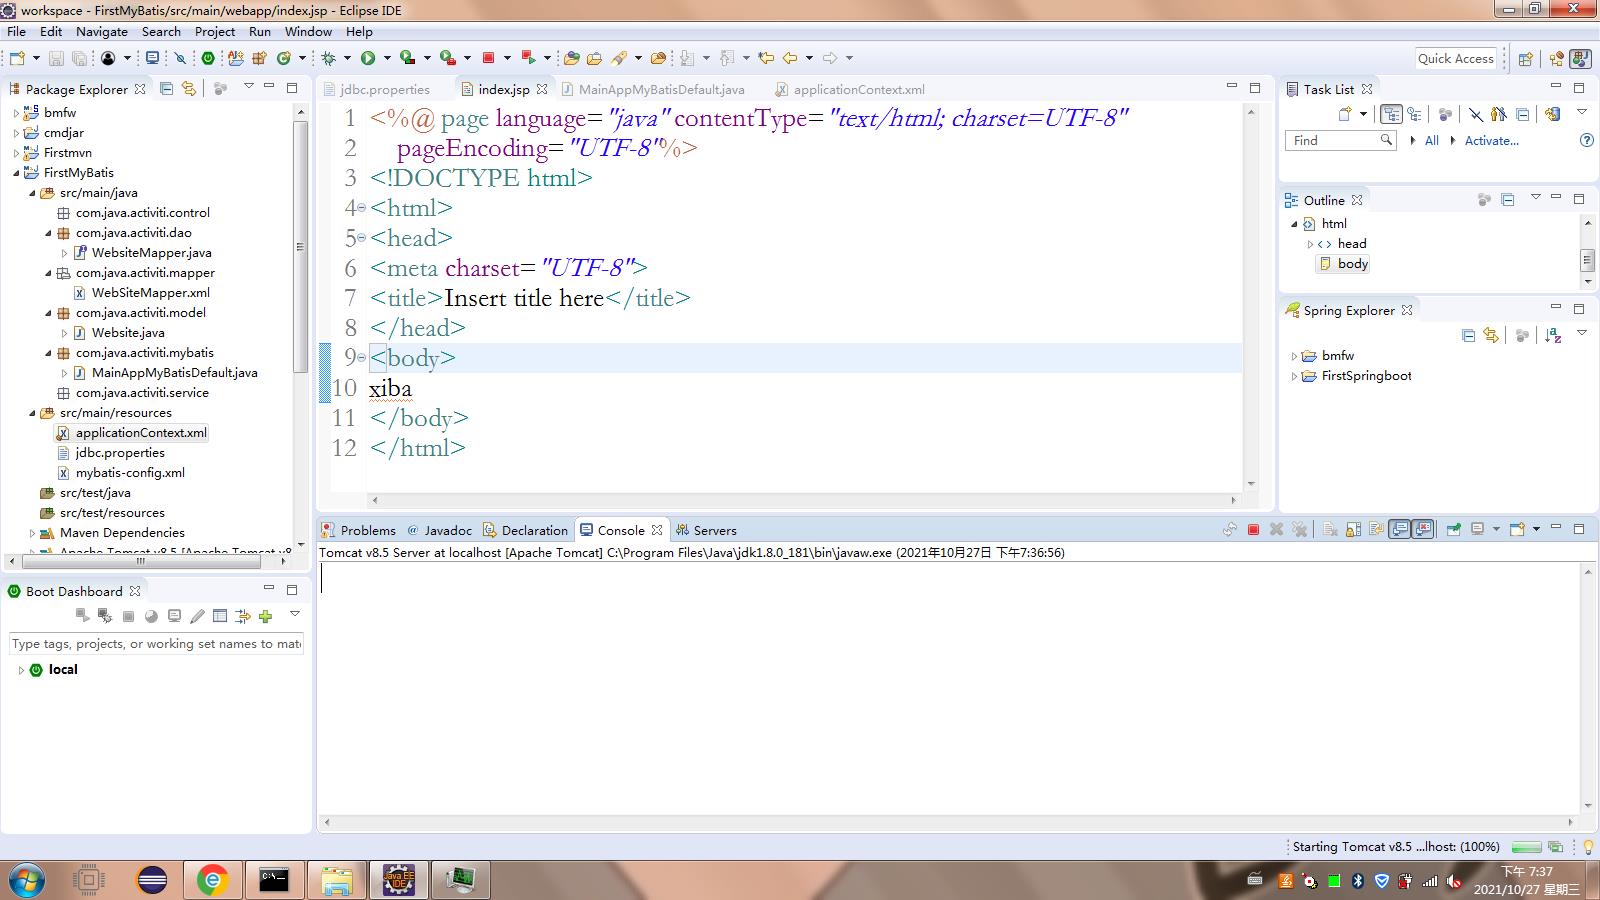 workspace - FirstMyBatis/src/main/webapp/index.jsp - Eclipse IDE
File Edit Navigate Search Project Run Window Help
Quick Access
Package Explorer
bmfw
cmdjar
Firstmvn
FirstMyBatis
src/main/java
com.java.activiti.control
com.java.activiti.dao
WebsiteMapper.java
com.java.activiti.mapper
WebSiteMapper.xml
com.java.activiti.model
Website.java
com.java.activiti.mybatis
MainAppMyBatisDefault.java
com.java.activiti.service
src/main/resources
applicationContext.xml
jdbc.properties
mybatis-config.xml
src/test/java
src/test/resources
Maven Dependencies
Apache Tomcat v8.5 [Apache Tomcat v8
Boot Dashboard
Type tags, projects, or working set names to mat
local
jdbc.properties index.jsp MainAppMyBatisDefault.java applicationContext.xml
1 <%@ page language="java" contentType="text/html; charset=UTF-8"
2 pageEncoding="UTF-8"%>
3 <!DOCTYPE html>
4 <html>
5 <head>
6 <meta charset="UTF-8">
7 <title>Insert title here</title>
8 </head>
9 <body>
10 xiba
11 </body>
12 </html>
Problems @ Javadoc Declaration Console Servers
Tomcat v8.5 Server at localhost [Apache Tomcat] C:\Program Files\Java\jdk1.8.0_181\bin\javaw.exe (2021年10月27日 下午7:36:56)
Task List
Find All Activate...
Outline
html
head
body
Spring Explorer
bmfw
FirstSpringboot
Starting Tomcat v8.5 ...lhost: (100%)
Java EE
IDE
下午 7:37
2021/10/27 星期三